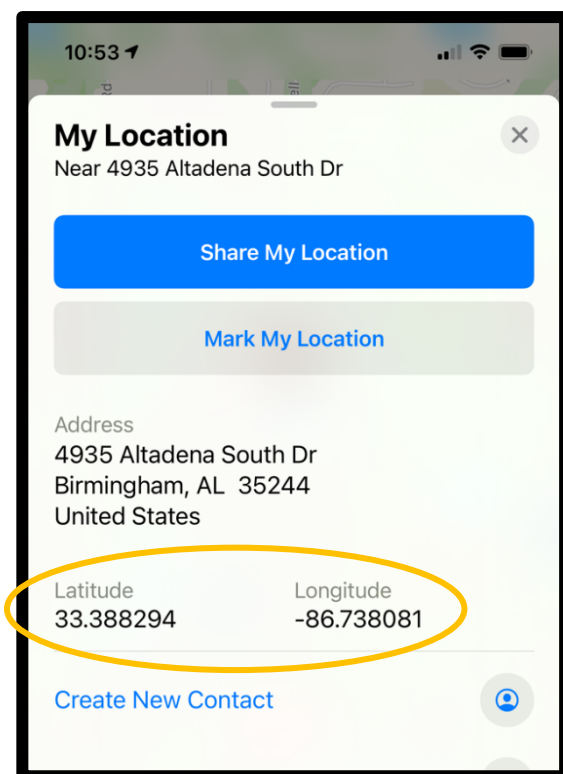 10:53
My Location
Near 4935 Altadena South Dr
Share My Location
Mark My Location
Address
4935 Altadena South Dr
Birmingham, AL 35244
United States
Latitude Longitude
33.388294 -86.738081
Create New Contact